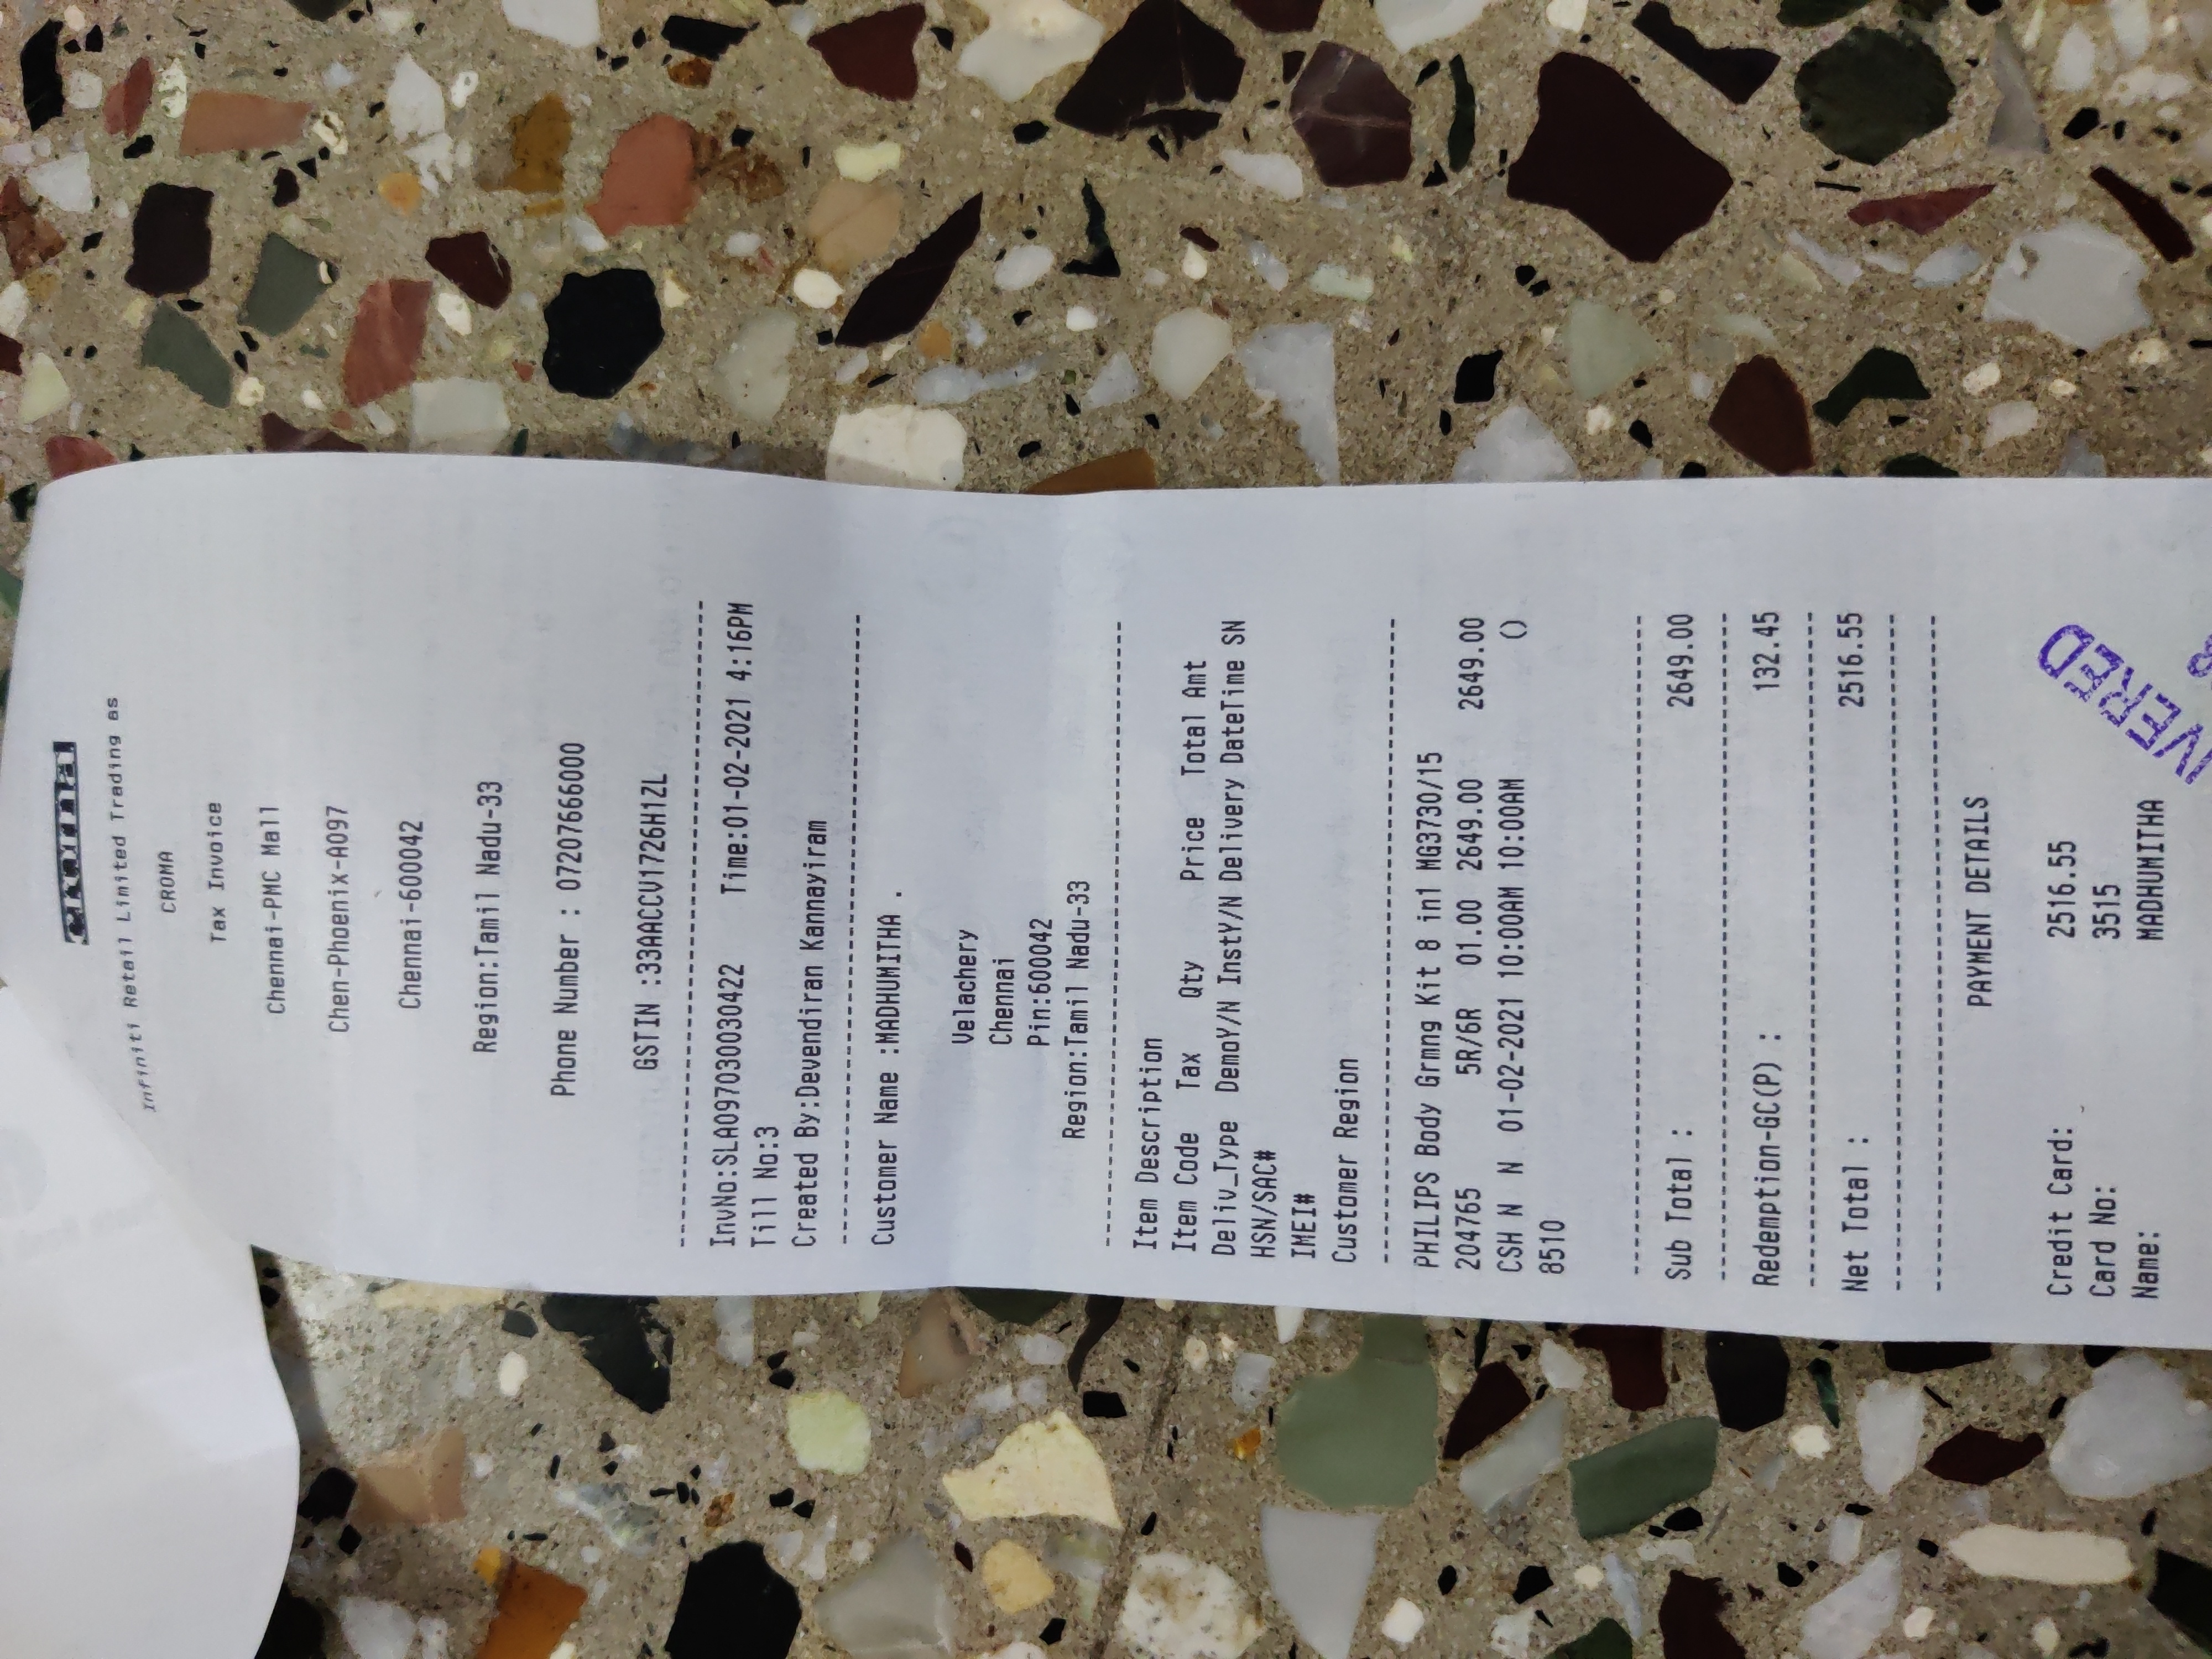 croma
Infiniti Retail Limited Trading as
CROMA
Tax Invoice
Chennai-PMC Mall
Chen-Phoenix-A097
Chennai-600042
Region:Tamil Nadu-33
Phone Number : 07207666000
GSTIN :33AACCV1726H1ZL
InvNo:SLA097030030422 Time:01-02-2021 4:16PM
Till No:3
Created By:Devendiran Kannayiram
Customer Name :MADHUMITHA .
Velachery
Chennai
Pin:600042
Region:Tamil Nadu-33
Item Description
Item Code Tax Qty Price Total Amt
Deliv_Type DemoY/N InstY/N Delivery DateTime SN
HSN/SAC#
IMEI#
Customer Region
PHILIPS Body Grmng Kit 8 in1 MG3730/15
204765 5R/6R 01.00 2649.00 2649.00
CSH N N 01-02-2021 10:00AM 10:00AM ()
8510
Sub Total : 2649.00
Redemption-GC(P) : 132.45
Net Total : 2516.55
PAYMENT DETAILS
Credit Card: 2516.55
Card No: 3515
Name: MADHUMITHA
IVERED